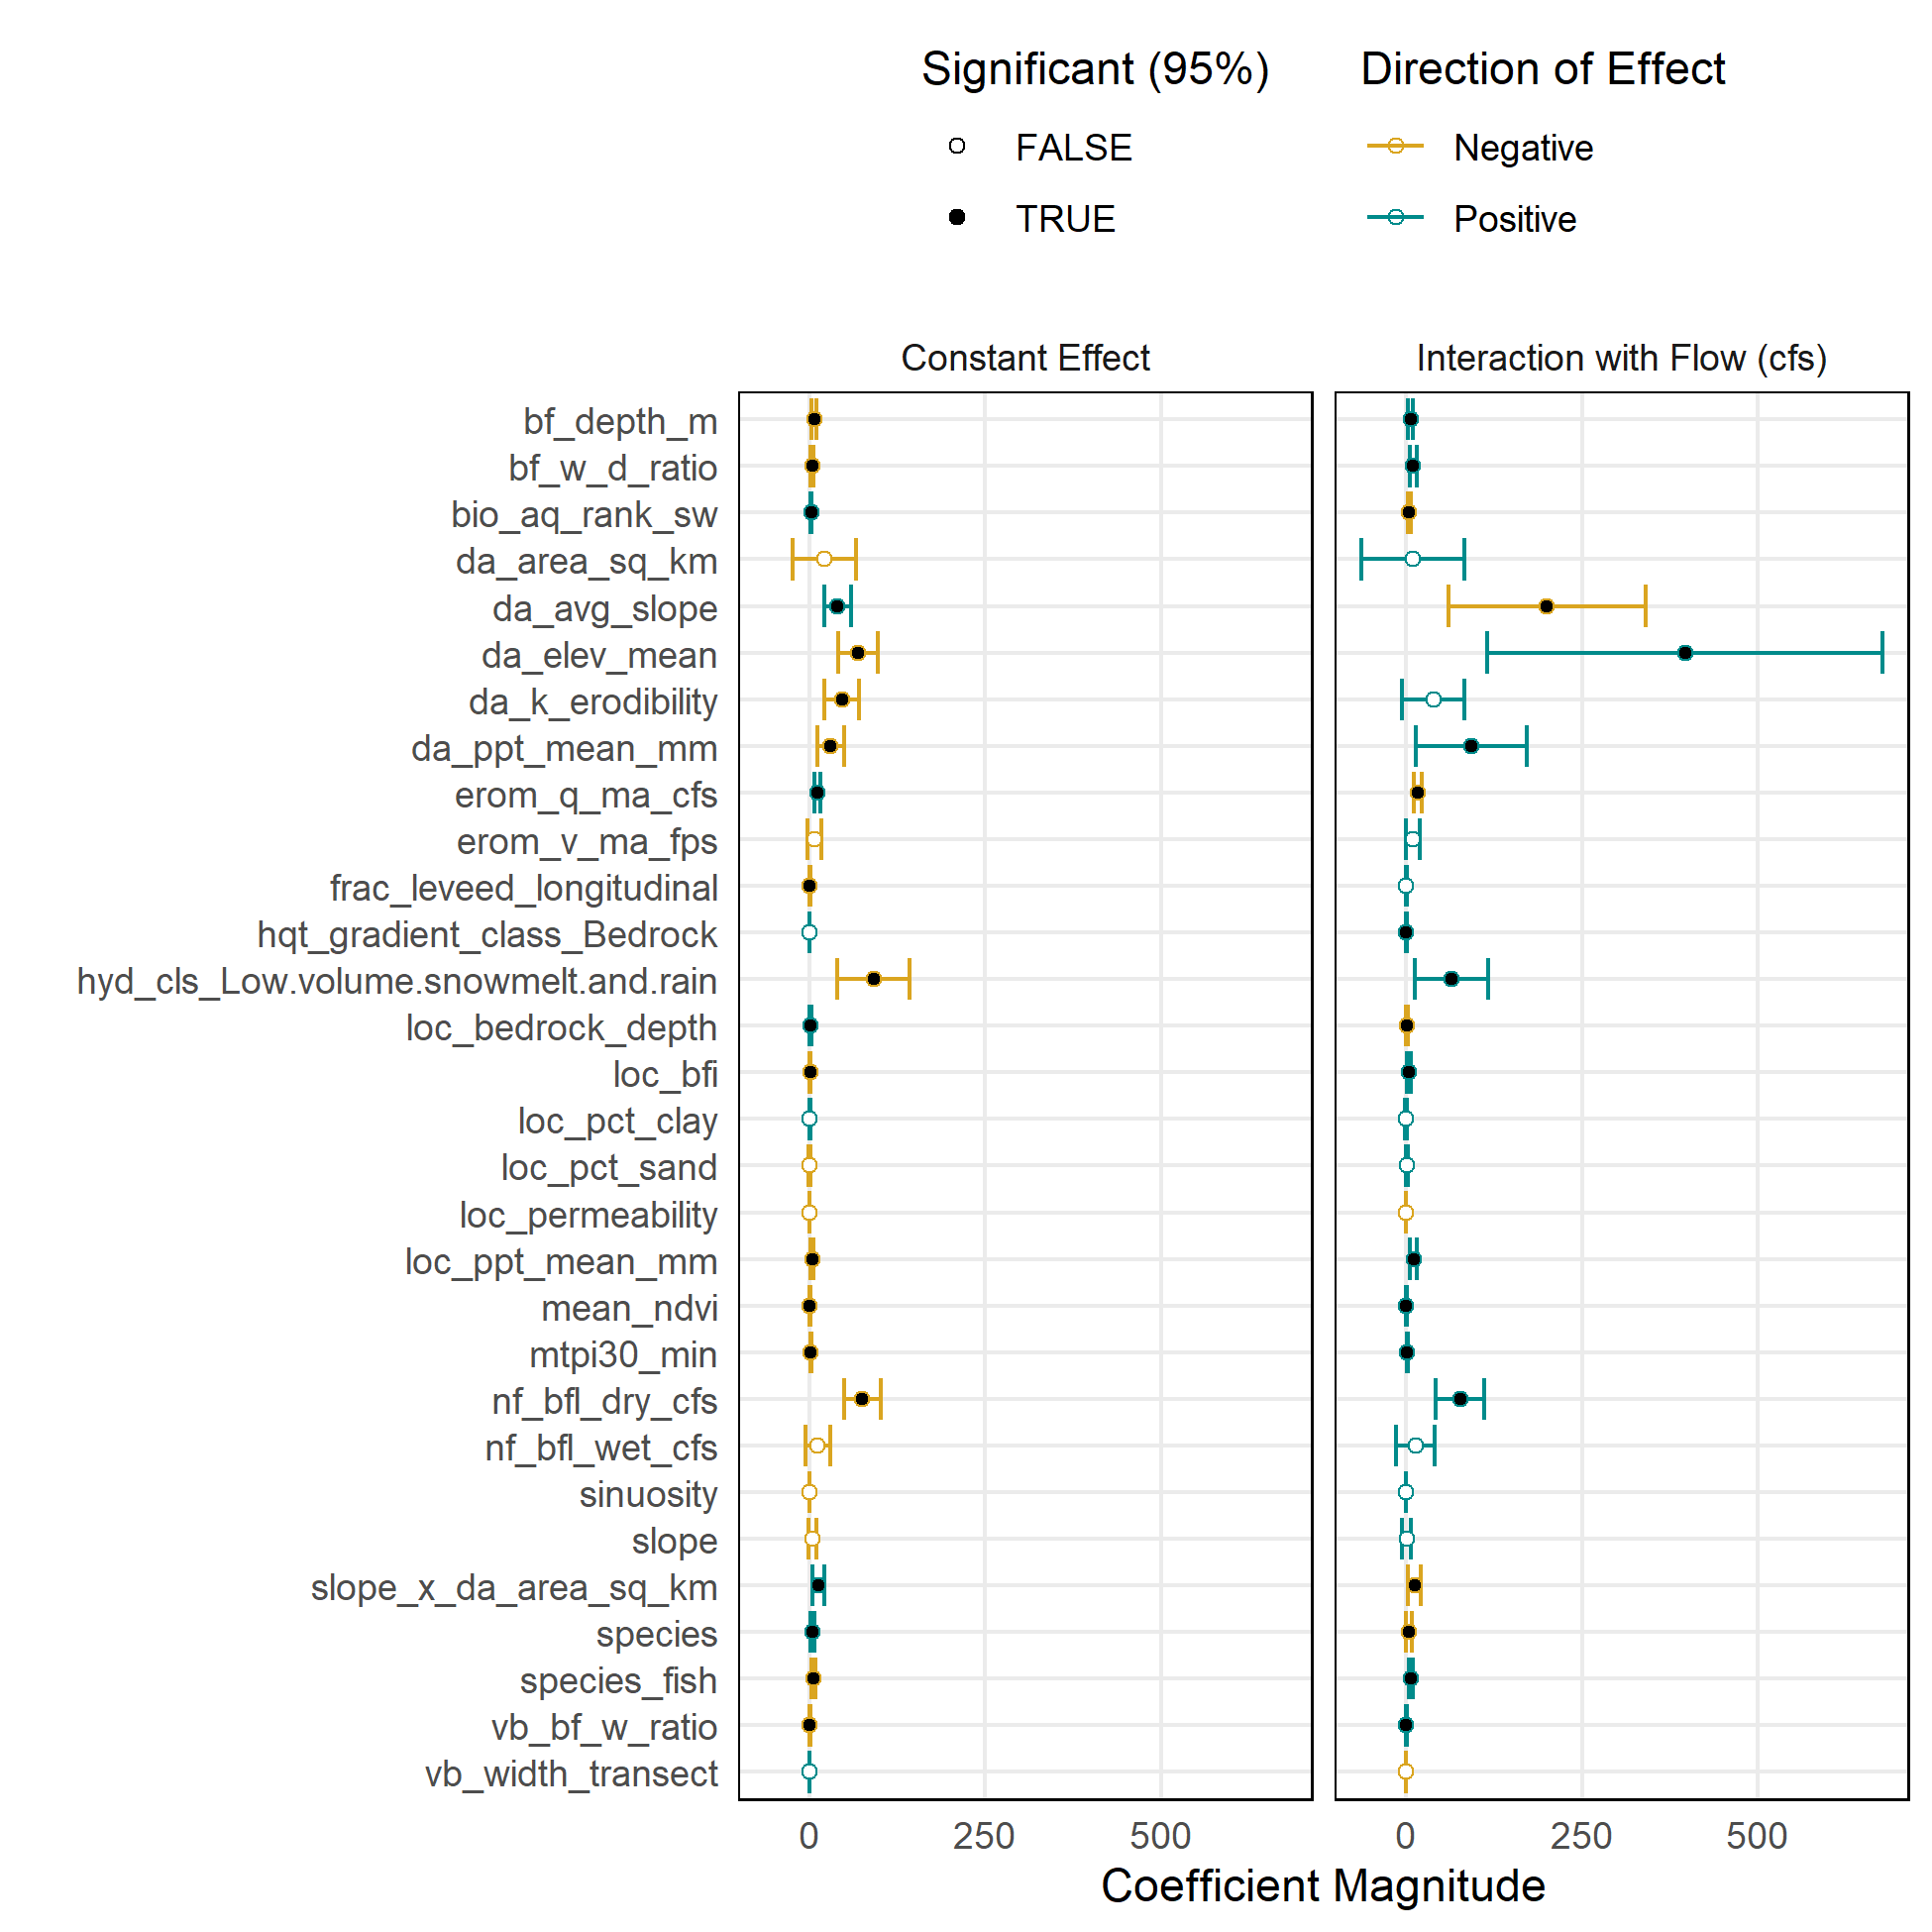 Significant (95%)
FALSE
TRUE
Direction of Effect
Negative
Positive
Constant Effect
Interaction with Flow (cfs)
bf_depth_m
bf_w_d_ratio
bio_aq_rank_sw
da_area_sq_km
da_avg_slope
da_elev_mean
da_k_erodibility
da_ppt_mean_mm
erom_q_ma_cfs
erom_v_ma_fps
frac_leveed_longitudinal
hqt_gradient_class_Bedrock
hyd_cls_Low.volume.snowmelt.and.rain
loc_bedrock_depth
loc_bfi
loc_pct_clay
loc_pct_sand
loc_permeability
loc_ppt_mean_mm
mean_ndvi
mtpi30_min
nf_bfl_dry_cfs
nf_bfl_wet_cfs
sinuosity
slope
slope_x_da_area_sq_km
species
species_fish
vb_bf_w_ratio
vb_width_transect
0 250 500
0 250 500
Coefficient Magnitude